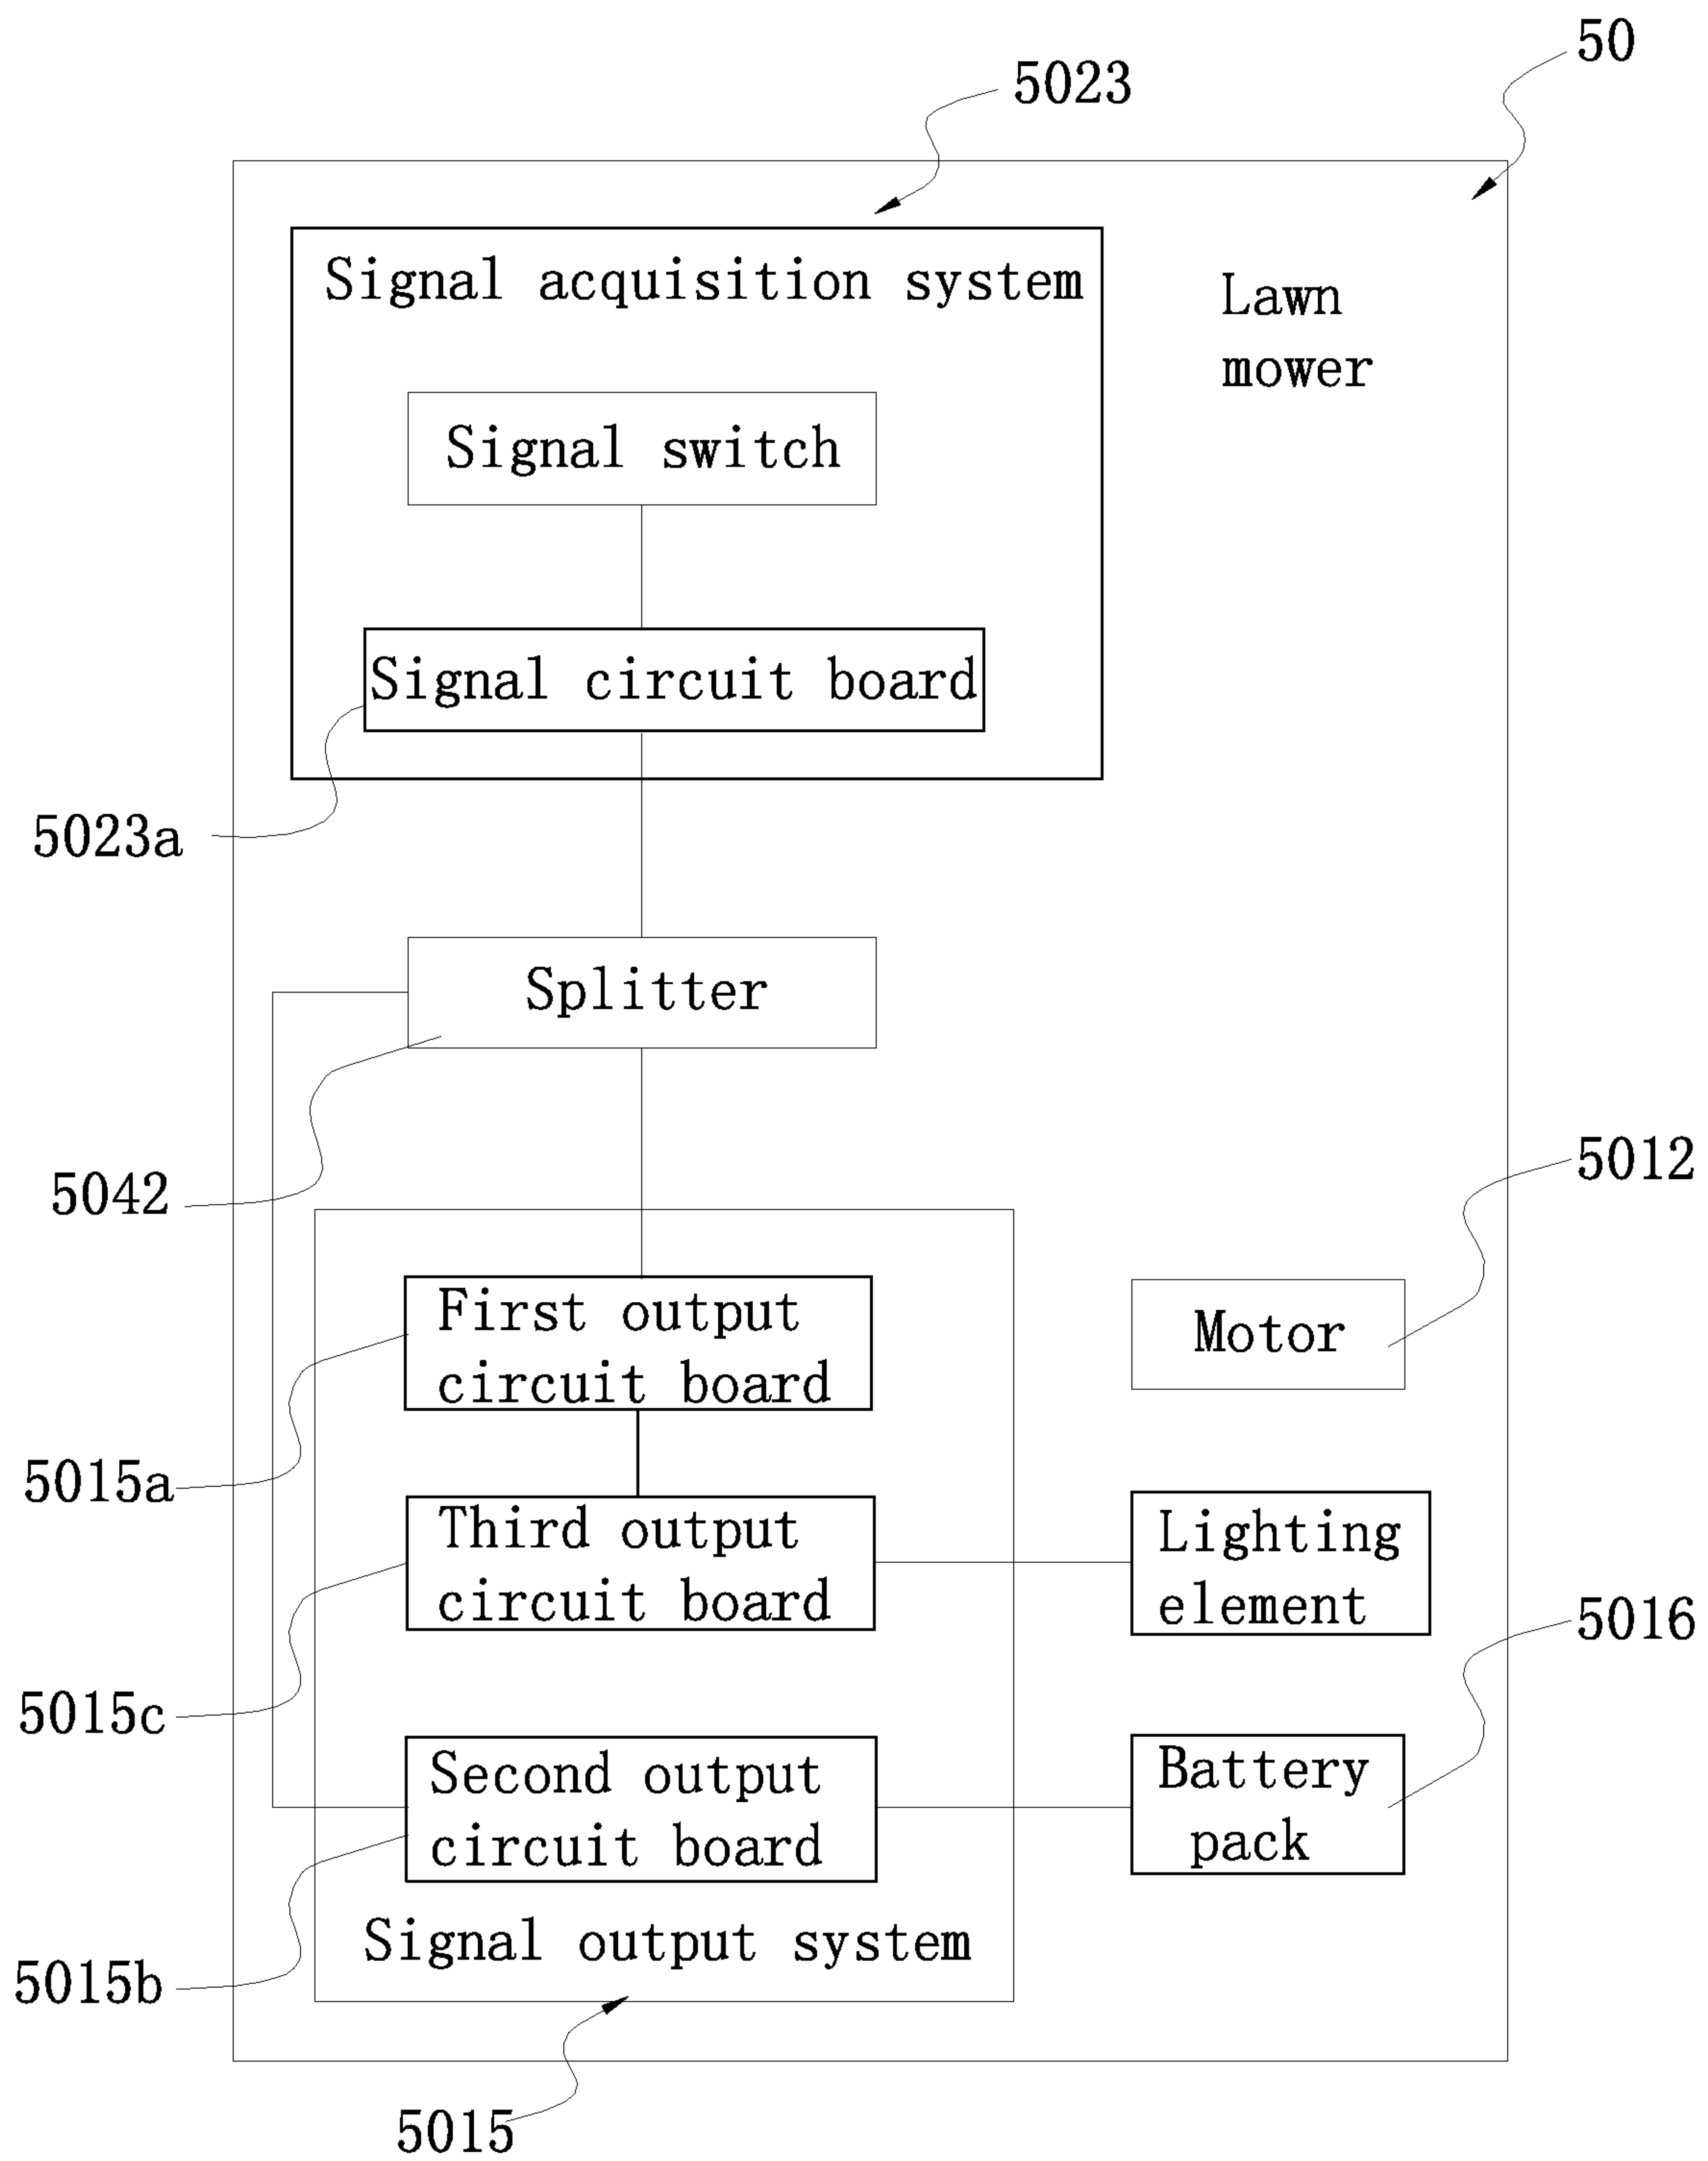 50
5023
Signal acquisition system
Lawn
mower
Signal switch
Signal circuit board
5023a
Splitter
5042
5012
First output
circuit board
Motor
5015a
Third output
circuit board
Lighting
element
5016
5015c
Second output
circuit board
Battery
pack
Signal output system
5015b
5015